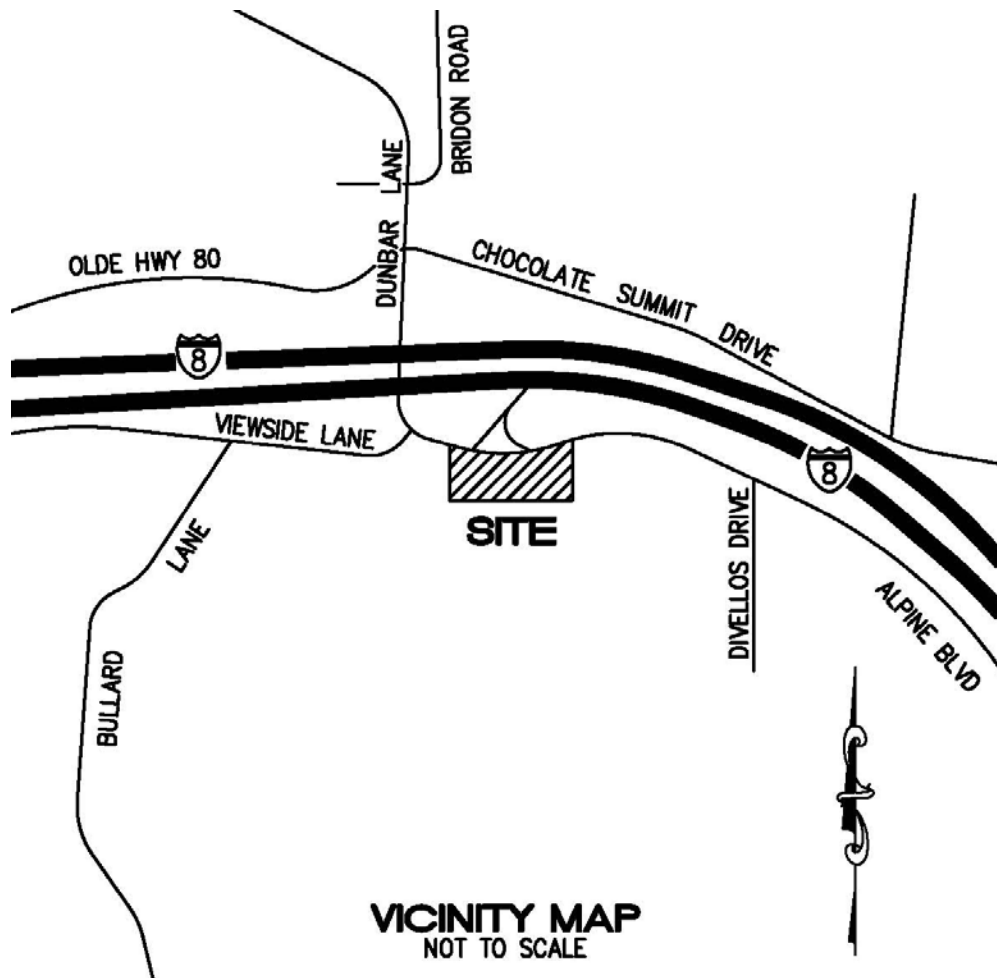 BRIDON ROAD
DUNBAR LANE
OLDE HWY 80
CHOCOLATE SUMMIT DRIVE
8
VIEWSIDE LANE
8
SITE
BULLARD LANE
DIVELLOS DRIVE
ALPINE BLVD
VICINITY MAP
NOT TO SCALE